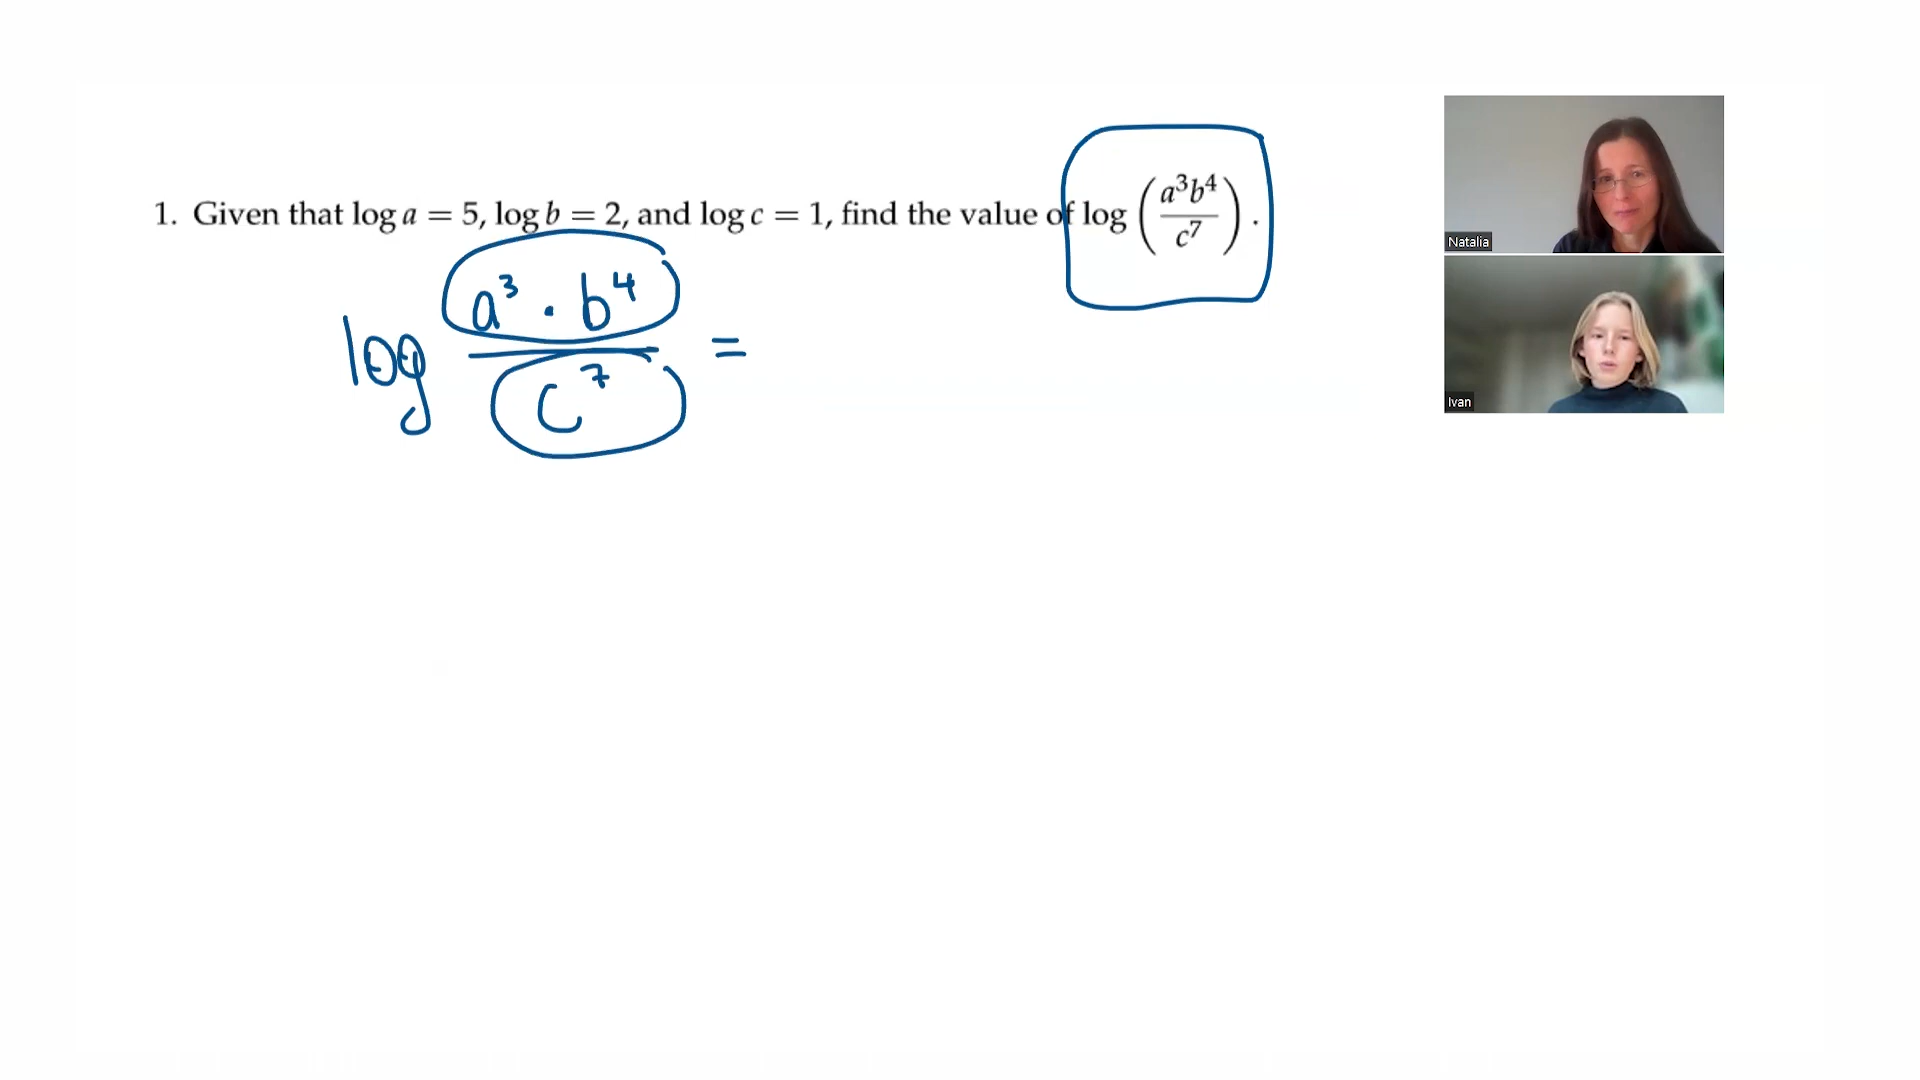 1. Given that log a = 5, log b = 2, and log c = 1, find the value of log (a³b⁴/c⁷).
log a³ · b⁴ / c⁷ =
Natalia
Ivan